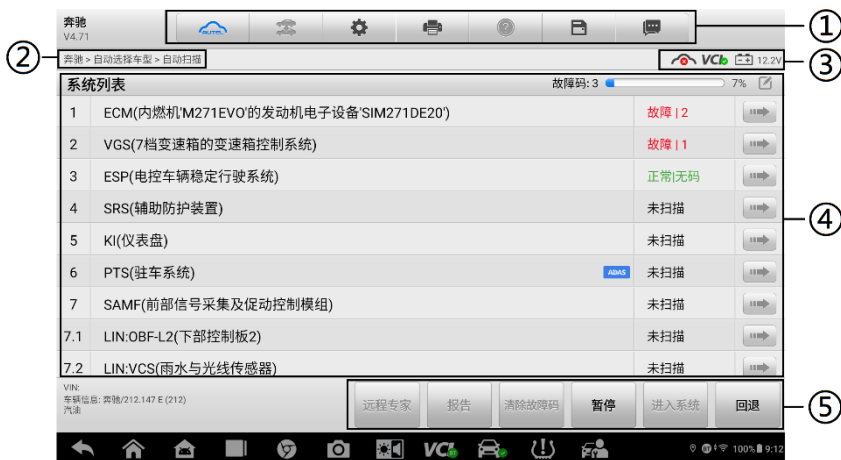 奔驰
V4.71
AUTEL
?
①
② 奔驰 > 自动选择车型 > 自动扫描
VCI 12.2V ③
系统列表 故障码: 3 7%
1 ECM(内燃机'M271EVO'的发动机电子设备'SIM271DE20') 故障 | 2
2 VGS(7档变速箱的变速箱控制系统) 故障 | 1
3 ESP(电控车辆稳定行驶系统) 正常|无码
4 SRS(辅助防护装置) 未扫描
④
5 KI(仪表盘) 未扫描
6 PTS(驻车系统) ADAS 未扫描
7 SAMF(前部信号采集及促动控制模组) 未扫描
7.1 LIN:OBF-L2(下部控制板2) 未扫描
7.2 LIN:VCS(雨水与光线传感器) 未扫描
VIN:
车辆信息: 奔驰/212.147 E (212)
汽油
远程专家 报告 清除故障码 暂停 进入系统 回退 ⑤
VCI BT 100% 9:12